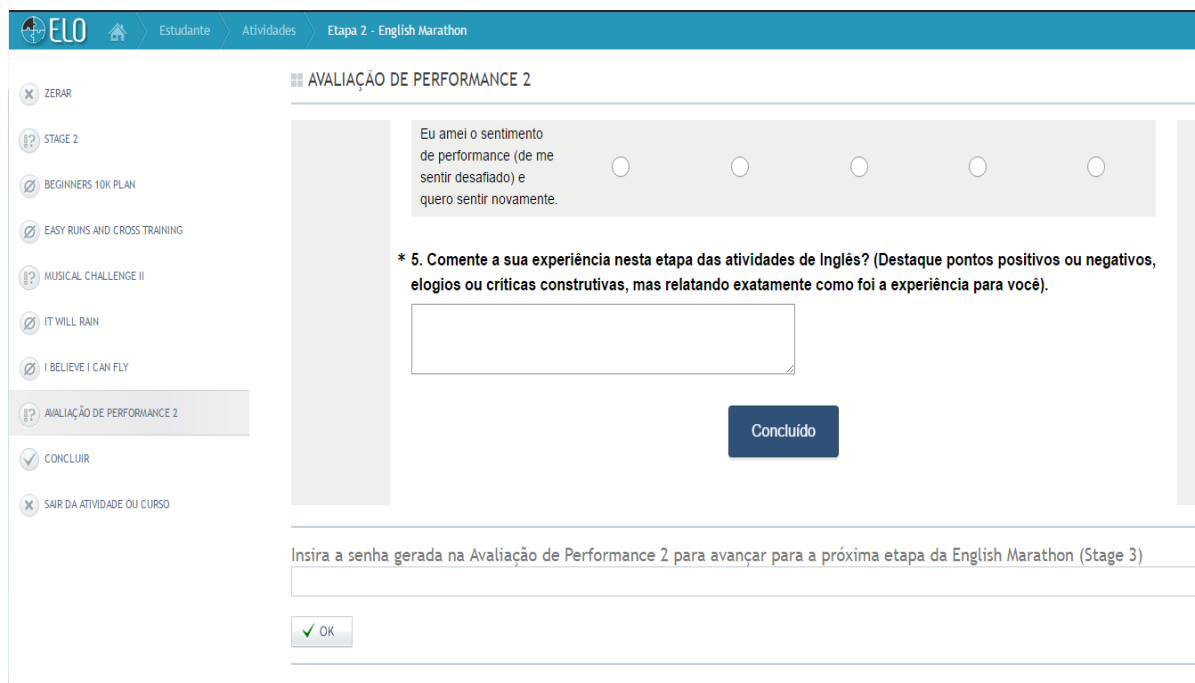 ELO
Estudante
Atividades
Etapa 2 - English Marathon
ZERAR
STAGE 2
BEGINNERS 10K PLAN
EASY RUNS AND CROSS TRAINING
MUSICAL CHALLENGE II
IT WILL RAIN
I BELIEVE I CAN FLY
AVALIAÇÃO DE PERFORMANCE 2
CONCLUIR
SAIR DA ATIVIDADE OU CURSO
AVALIAÇÃO DE PERFORMANCE 2
Eu amei o sentimento
de performance (de me
sentir desafiado) e
quero sentir novamente.
* 5. Comente a sua experiência nesta etapa das atividades de Inglês? (Destaque pontos positivos ou negativos,
elogios ou críticas construtivas, mas relatando exatamente como foi a experiência para você).
Concluído
Insira a senha gerada na Avaliação de Performance 2 para avançar para a próxima etapa da English Marathon (Stage 3)
OK